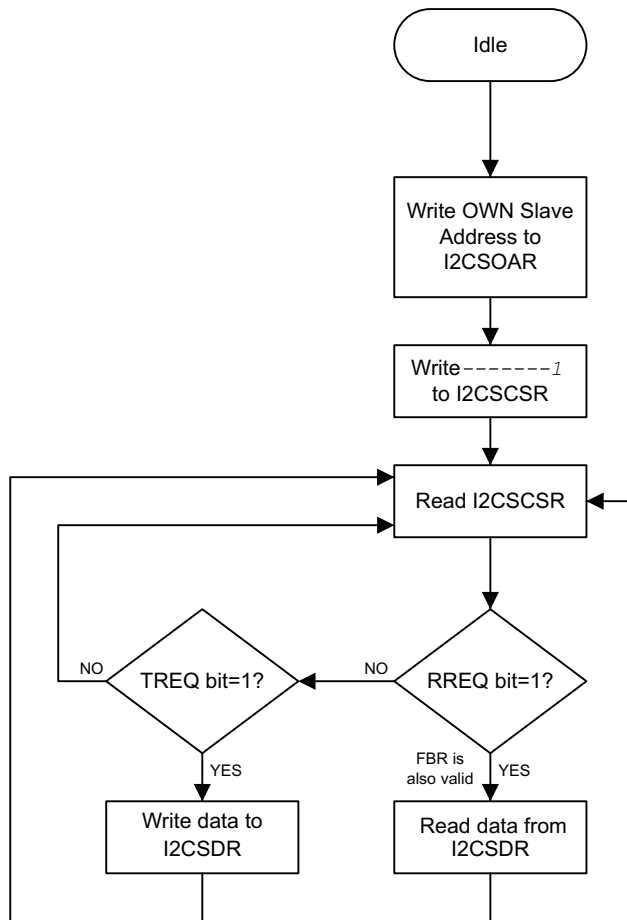 Idle
Write OWN Slave
Address to
I2CSOAR
Write -------1
to I2CSCSR
Read I2CSCSR
NO
TREQ bit=1?
NO
RREQ bit=1?
YES
FBR is
also valid
YES
Write data to
I2CSDR
Read data from
I2CSDR